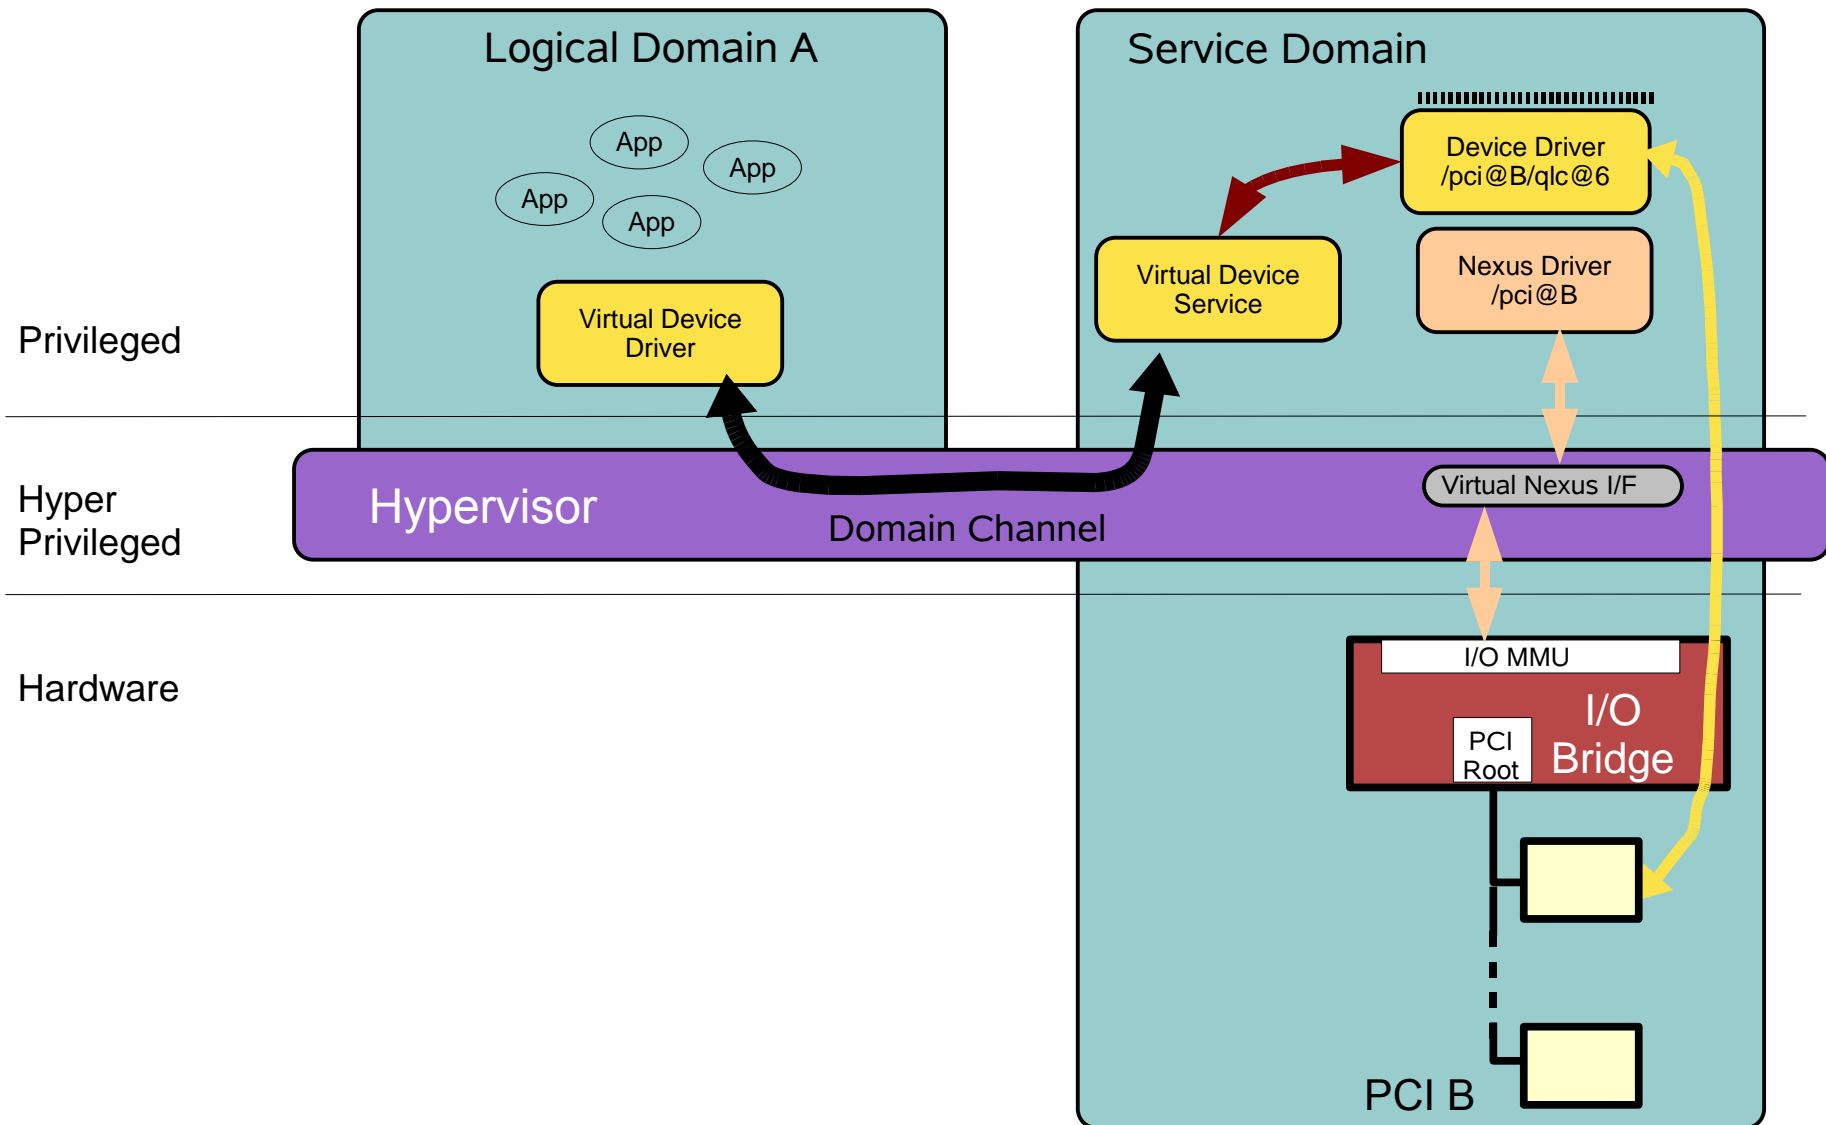 Logical Domain A
App
App
App
App
Virtual Device
Driver
Service Domain
Device Driver
/pci@B/qlc@6
Virtual Device
Service
Nexus Driver
/pci@B
Privileged
Hyper
Privileged
Hypervisor
Domain Channel
Virtual Nexus I/F
Hardware
I/O MMU
I/O
Bridge
PCI
Root
PCI B